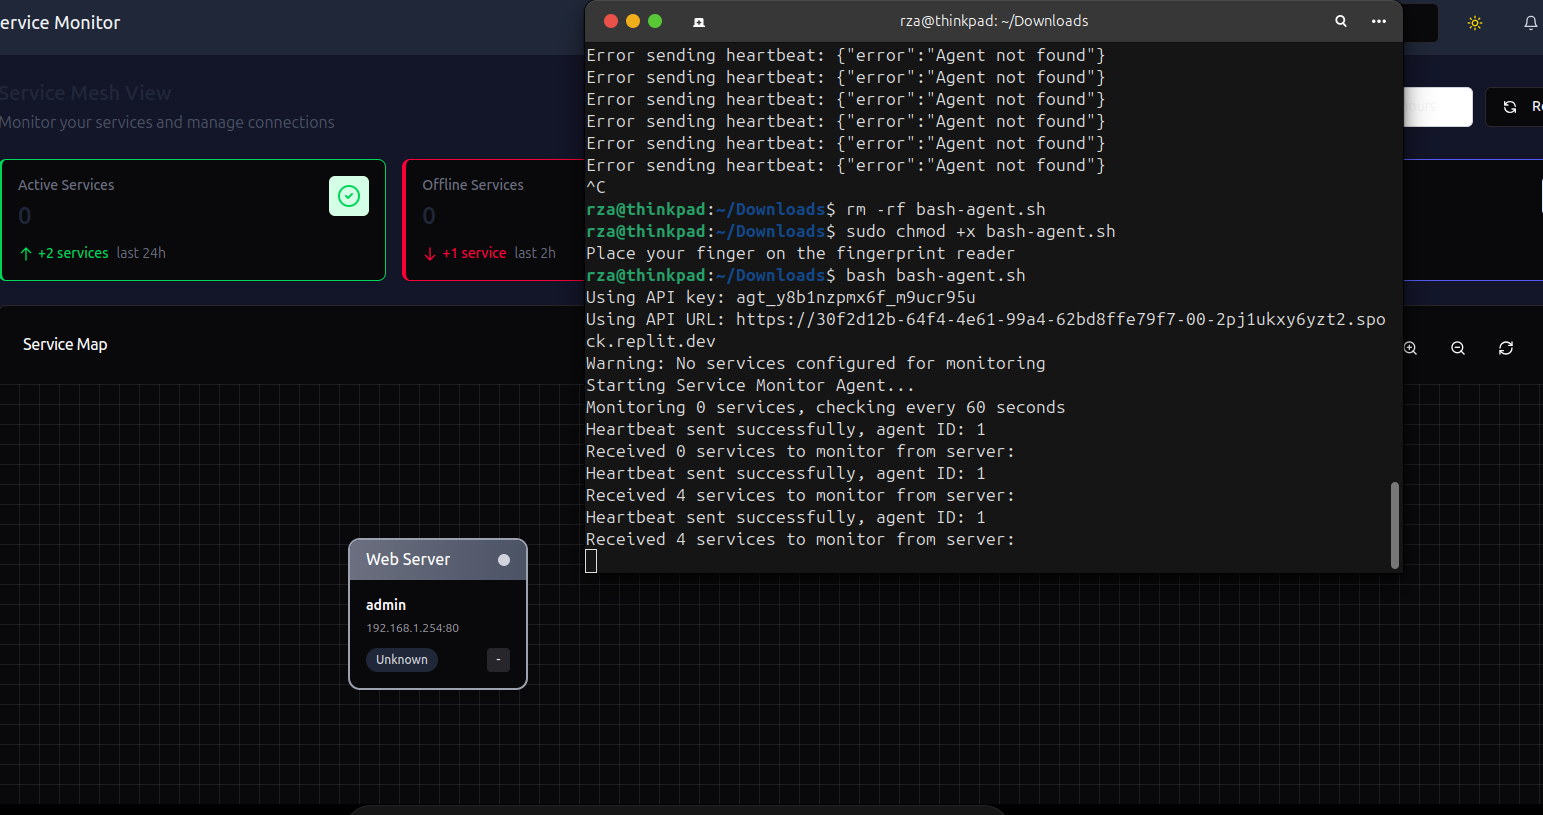 ervice Monitor
Service Mesh View
Monitor your services and manage connections
Active Services
0
+2 services last 24h
Offline Services
0
+1 service last 2h
Re
Service Map
Web Server
admin
192.168.1.254:80
Unknown
-
rza@thinkpad: ~/Downloads
Error sending heartbeat: {"error":"Agent not found"}
Error sending heartbeat: {"error":"Agent not found"}
Error sending heartbeat: {"error":"Agent not found"}
Error sending heartbeat: {"error":"Agent not found"}
Error sending heartbeat: {"error":"Agent not found"}
Error sending heartbeat: {"error":"Agent not found"}
^C
rza@thinkpad:~/Downloads$ rm -rf bash-agent.sh
rza@thinkpad:~/Downloads$ sudo chmod +x bash-agent.sh
Place your finger on the fingerprint reader
rza@thinkpad:~/Downloads$ bash bash-agent.sh
Using API key: agt_y8b1nzpmx6f_m9ucr95u
Using API URL: https://30f2d12b-64f4-4e61-99a4-62bd8ffe79f7-00-2pj1ukxy6yzt2.spo
ck.replit.dev
Warning: No services configured for monitoring
Starting Service Monitor Agent...
Monitoring 0 services, checking every 60 seconds
Heartbeat sent successfully, agent ID: 1
Received 0 services to monitor from server:
Heartbeat sent successfully, agent ID: 1
Received 4 services to monitor from server:
Heartbeat sent successfully, agent ID: 1
Received 4 services to monitor from server: